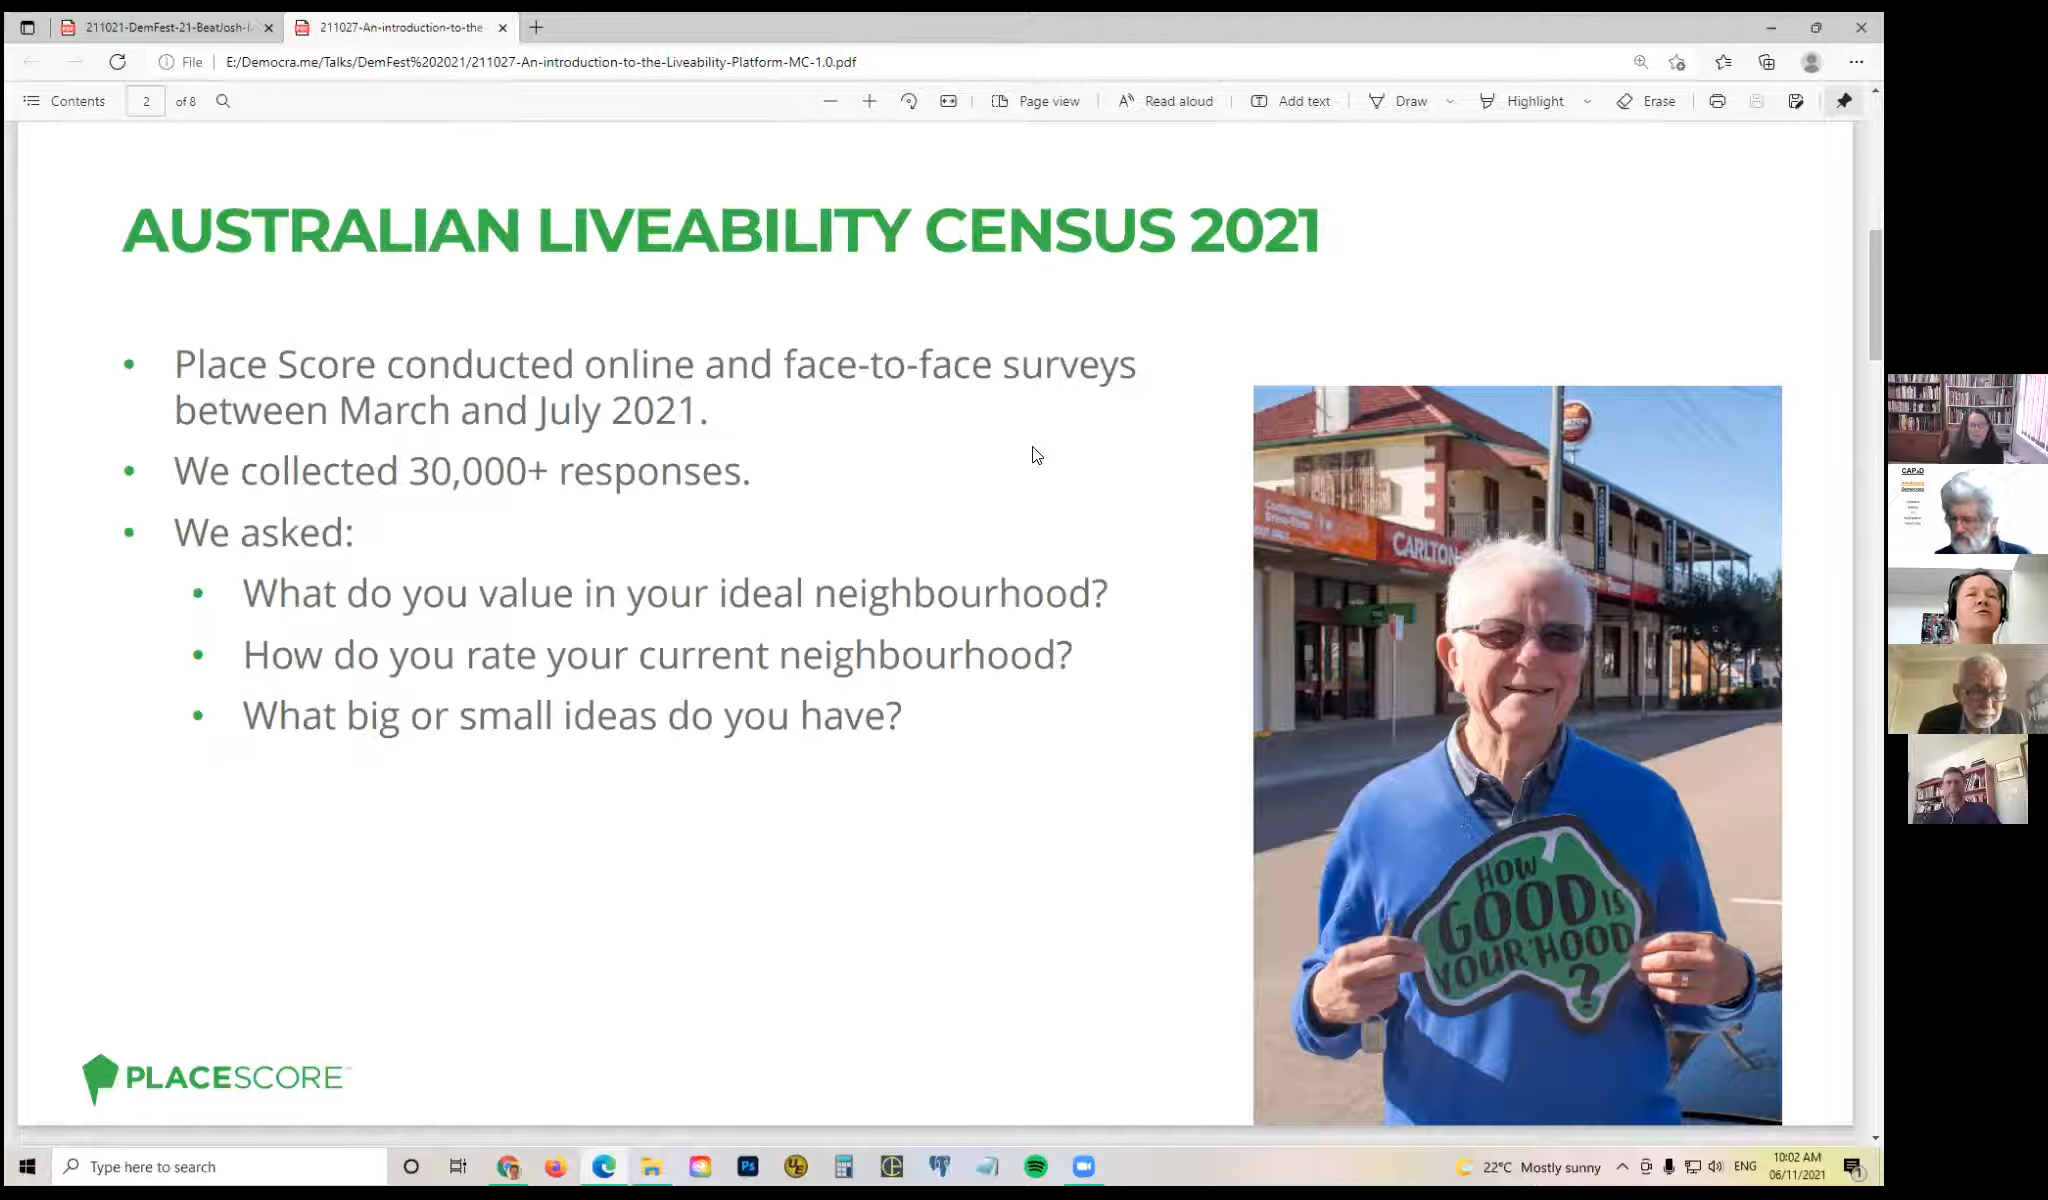 211021-DemFest-21-BeatJosh-
211027-An-introduction-to-the
File
E:/Democra.me/Talks/DemFest%202021/211027-An-introduction-to-the-Liveability-Platform-MC-1.0.pdf
Contents
2
of 8
Page view
Read aloud
Add text
Draw
Highlight
Erase
AUSTRALIAN LIVEABILITY CENSUS 2021
• Place Score conducted online and face-to-face surveys
between March and July 2021.
• We collected 30,000+ responses.
• We asked:
• What do you value in your ideal neighbourhood?
• How do you rate your current neighbourhood?
• What big or small ideas do you have?
CARLTON
HOW
GOOD IS
YOUR 'HOOD
?
PLACESCORE
CAPaD
Democracy
Type here to search
Ps
UE
22°C Mostly sunny
ENG
10:02 AM
06/11/2021